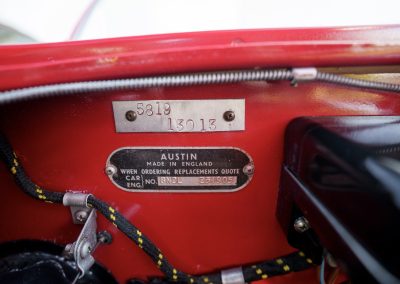 5819
13013
AUSTIN
MADE IN ENGLAND
WHEN ORDERING REPLACEMENTS QUOTE
CAR
ENG. NO.